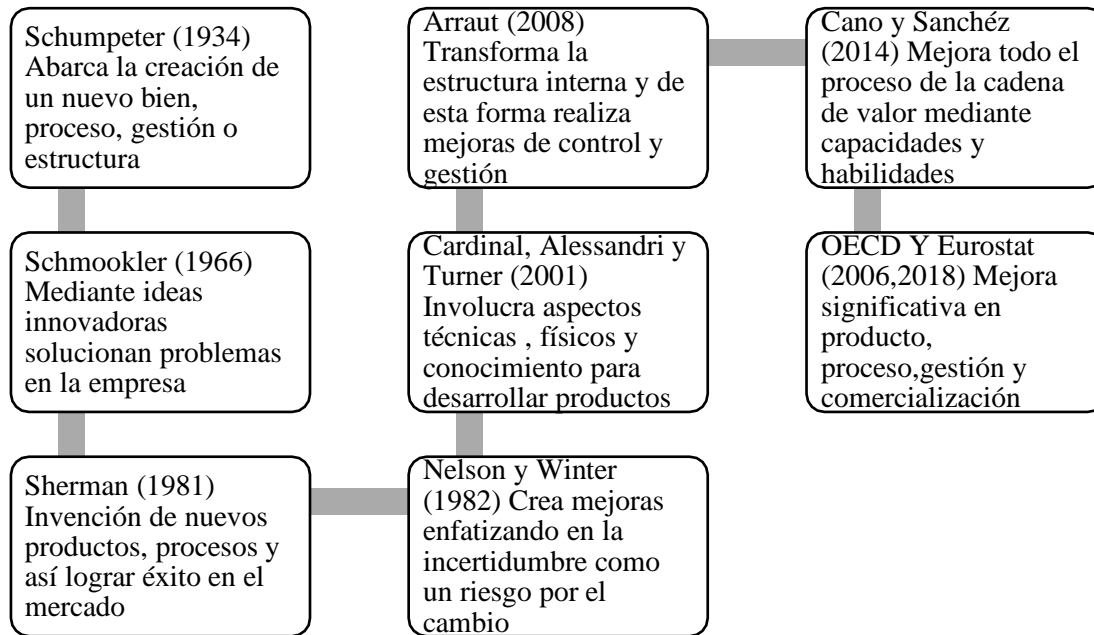 Schumpeter (1934)
Abarca la creación de
un nuevo bien,
proceso, gestión o
estructura
Schmookler (1966)
Mediante ideas
innovadoras
solucionan problemas
en la empresa
Sherman (1981)
Invención de nuevos
productos, procesos y
así lograr éxito en el
mercado
Nelson y Winter
(1982) Crea mejoras
enfatizando en la
incertidumbre como
un riesgo por el
cambio
Cardinal, Alessandri y
Turner (2001)
Involucra aspectos
técnicas , físicos y
conocimiento para
desarrollar productos
Arraut (2008)
Transforma la
estructura interna y de
esta forma realiza
mejoras de control y
gestión
Cano y Sanchéz
(2014) Mejora todo el
proceso de la cadena
de valor mediante
capacidades y
habilidades
OECD Y Eurostat
(2006,2018) Mejora
significativa en
producto,
proceso,gestión y
comercialización